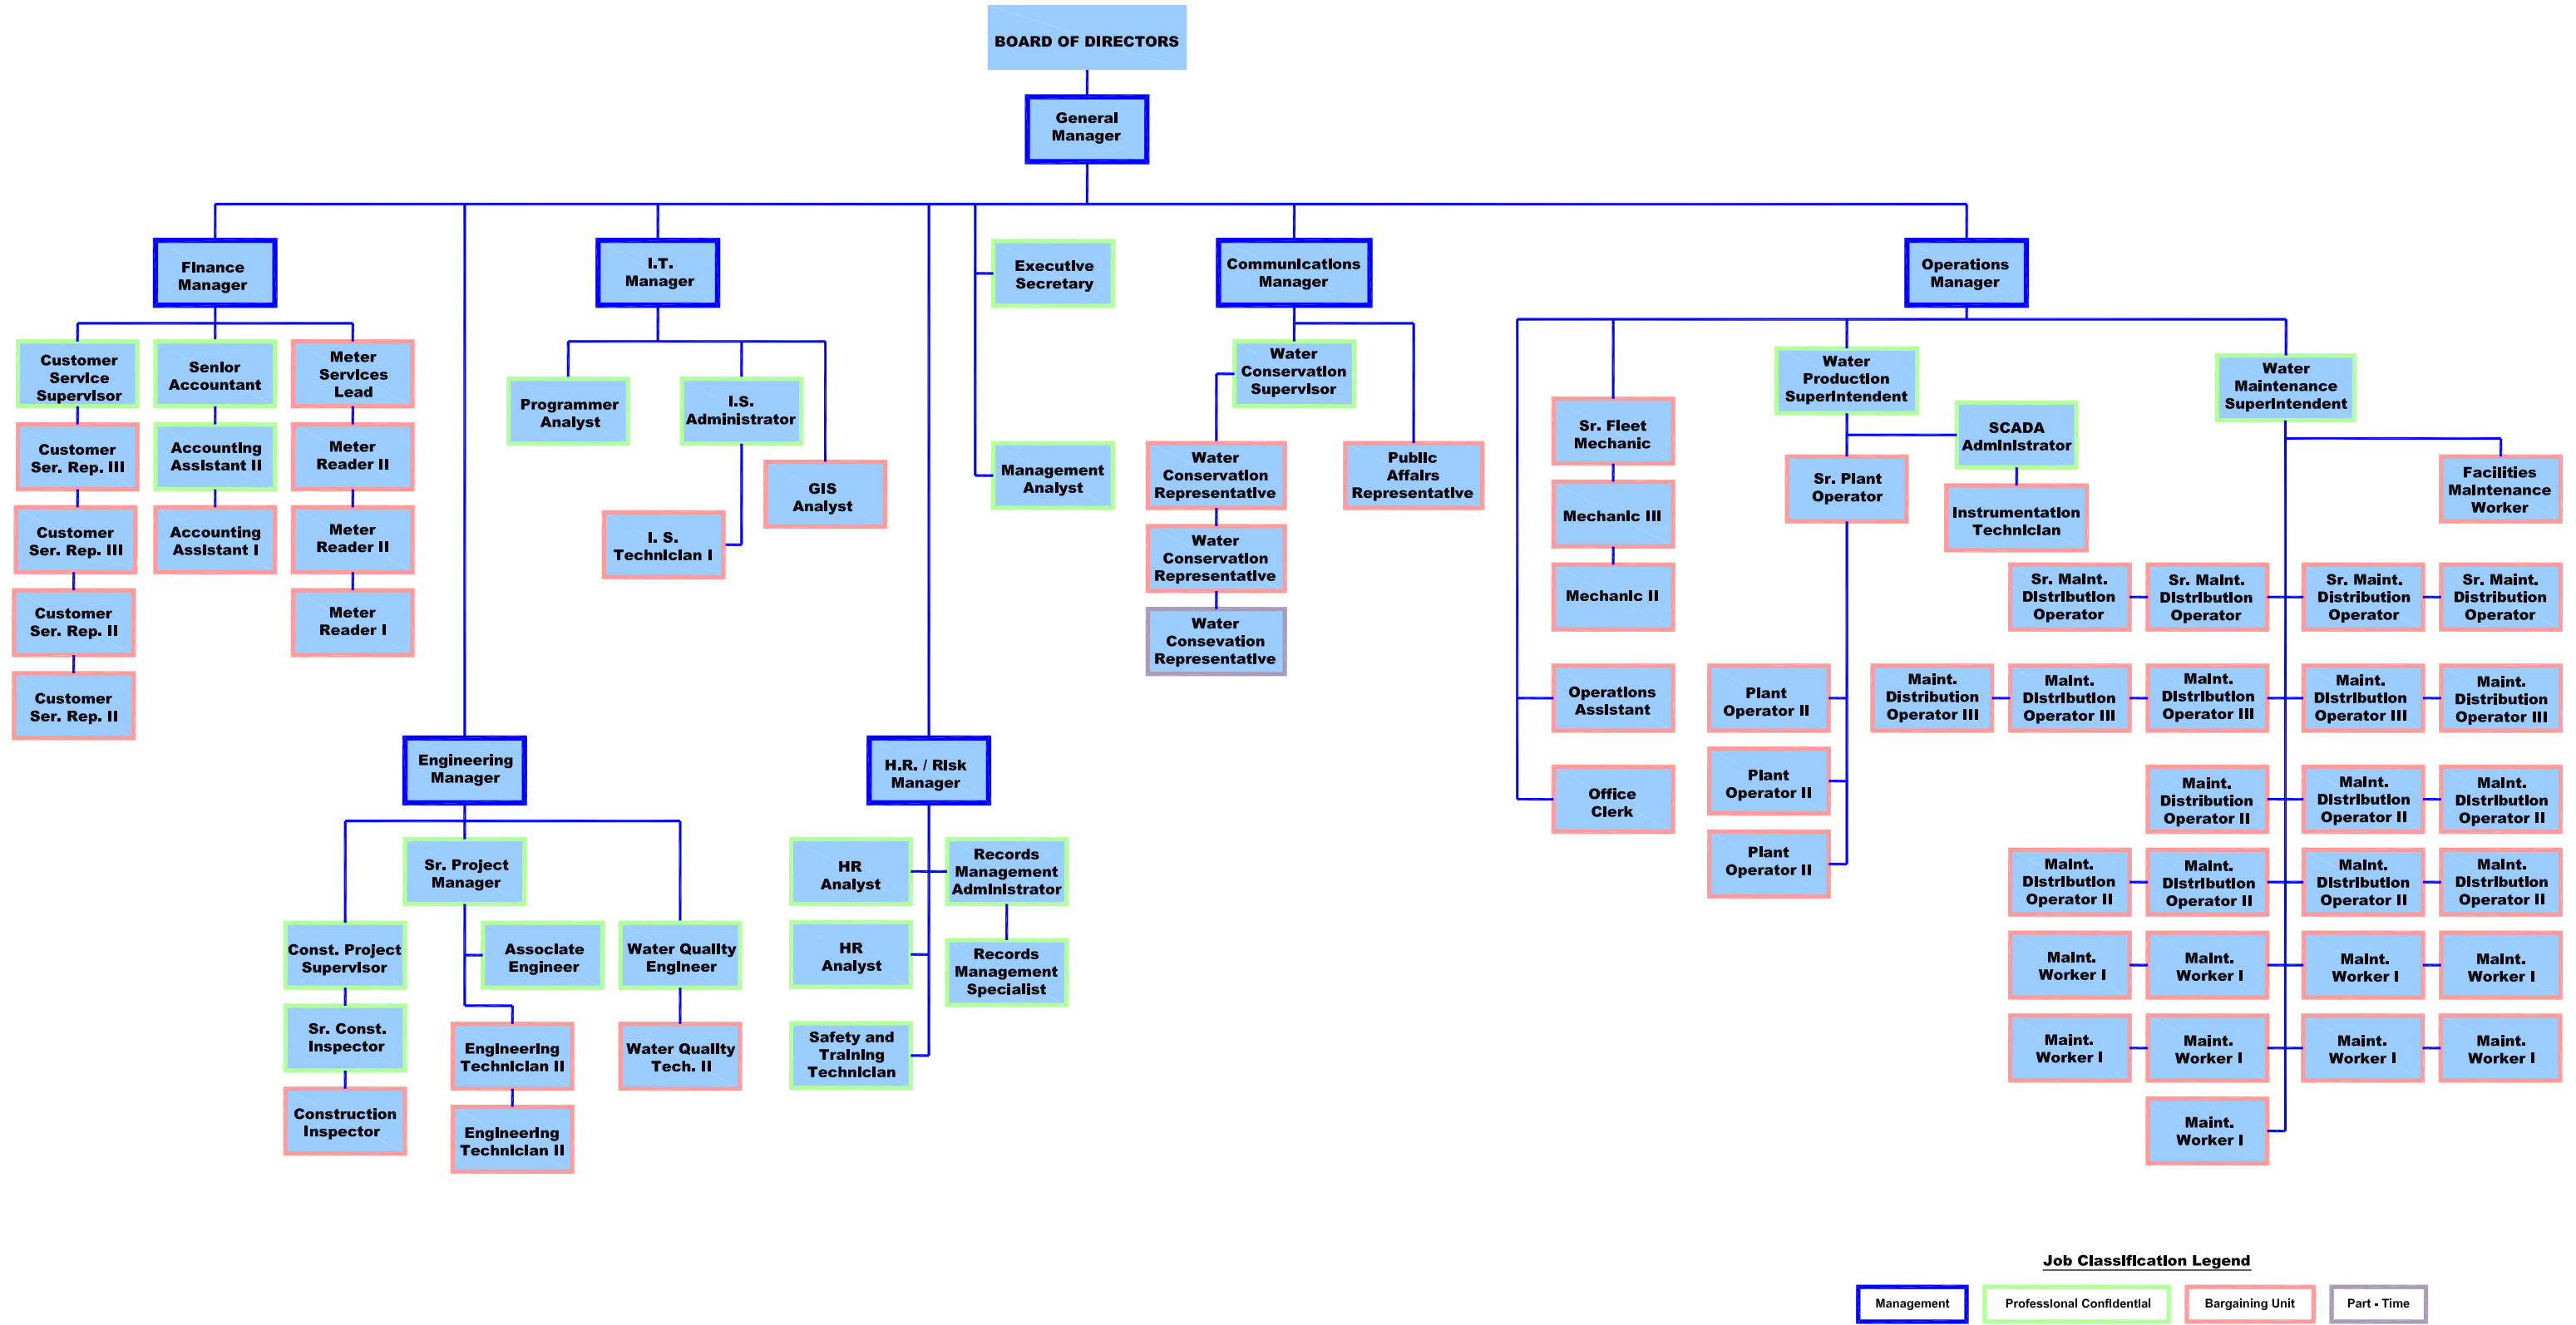 BOARD OF DIRECTORS
General
Manager
Finance
Manager
I.T.
Manager
Executive
Secretary
Communications
Manager
Operations
Manager
Customer
Service
Supervisor
Senior
Accountant
Meter
Services
Lead
Customer
Ser. Rep. III
Accounting
Assistant II
Meter
Reader II
Customer
Ser. Rep. III
Accounting
Assistant I
Meter
Reader II
Customer
Ser. Rep. II
Meter
Reader I
Customer
Ser. Rep. II
Programmer
Analyst
I.S.
Administrator
GIS
Analyst
I. S.
Technician I
Management
Analyst
Water
Conservation
Supervisor
Water
Conservation
Representative
Public
Affairs
Representative
Water
Conservation
Representative
Water
Consevation
Representative
Engineering
Manager
Sr. Project
Manager
Const. Project
Supervisor
Associate
Engineer
Water Quality
Engineer
Sr. Const.
Inspector
Engineering
Technician II
Water Quality
Tech. II
Construction
Inspector
Engineering
Technician II
H.R. / Risk
Manager
HR
Analyst
Records
Management
Administrator
HR
Analyst
Records
Management
Specialist
Safety and
Training
Technician
Sr. Fleet
Mechanic
Mechanic III
Mechanic II
Operations
Assistant
Office
Clerk
Water
Production
Superintendent
SCADA
Administrator
Sr. Plant
Operator
Instrumentation
Technician
Plant
Operator II
Plant
Operator II
Plant
Operator II
Water
Maintenance
Superintendent
Facilities
Maintenance
Worker
Sr. Maint.
Distribution
Operator
Sr. Maint.
Distribution
Operator
Sr. Maint.
Distribution
Operator
Sr. Maint.
Distribution
Operator
Maint.
Distribution
Operator III
Maint.
Distribution
Operator III
Maint.
Distribution
Operator III
Maint.
Distribution
Operator III
Maint.
Distribution
Operator III
Maint.
Distribution
Operator II
Maint.
Distribution
Operator II
Maint.
Distribution
Operator II
Maint.
Distribution
Operator II
Maint.
Distribution
Operator II
Maint.
Distribution
Operator II
Maint.
Distribution
Operator II
Maint.
Worker I
Maint.
Worker I
Maint.
Worker I
Maint.
Worker I
Maint.
Worker I
Maint.
Worker I
Maint.
Worker I
Maint.
Worker I
Maint.
Worker I
Job Classification Legend
Management
Professional Confidential
Bargaining Unit
Part - Time